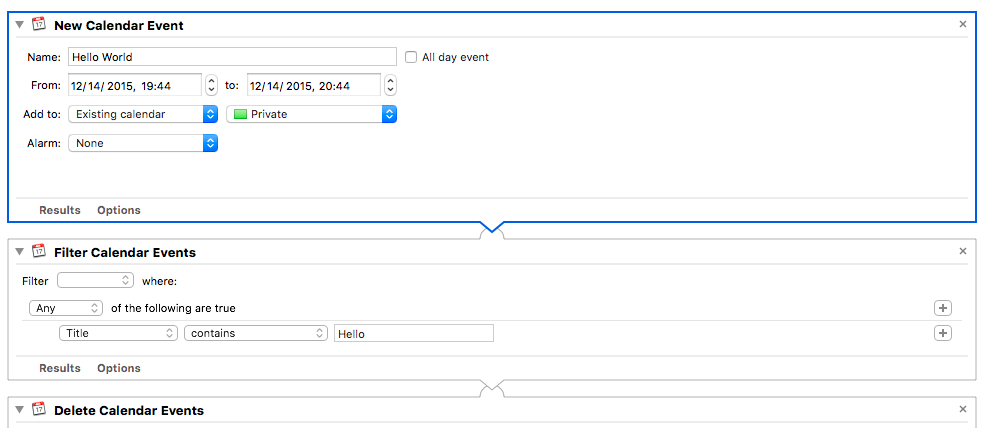 New Calendar Event
Name: Hello World All day event
From: 12/14/2015, 19:44 to: 12/14/2015, 20:44
Add to: Existing calendar Private
Alarm: None
Results Options
17 Filter Calendar Events
Filter where:
Any of the following are true
Title contains Hello
Results Options
17 Delete Calendar Events